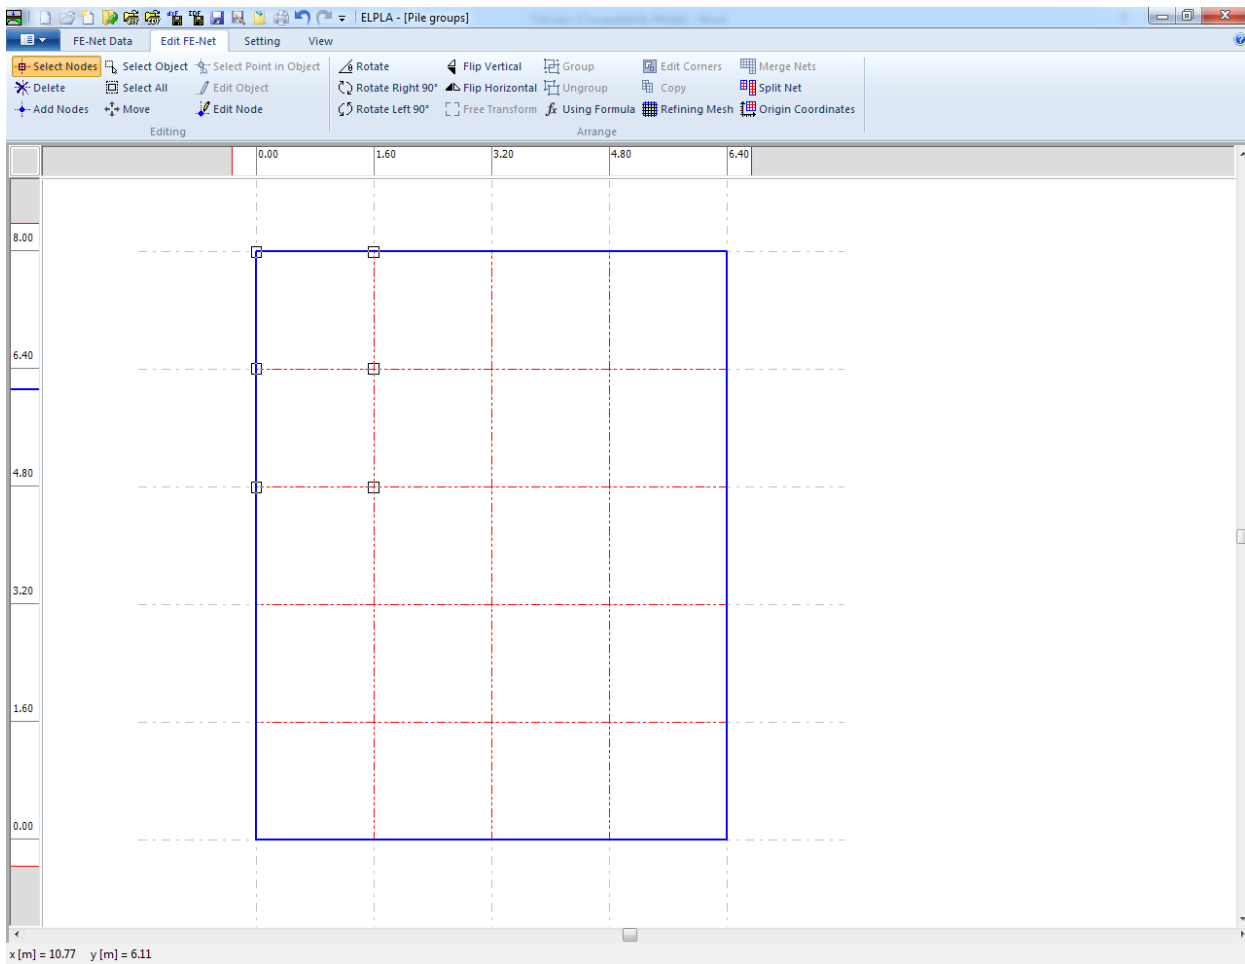 ELPLA - [Pile groups]
FE-Net Data Edit FE-Net Setting View
Select Nodes Select Object Select Point in Object Rotate Flip Vertical Group Edit Corners Merge Nets
Delete Select All Edit Object Rotate Right 90° Flip Horizontal Ungroup Copy Split Net
Add Nodes Move Edit Node Rotate Left 90° Free Transform fx Using Formula Refining Mesh Origin Coordinates
Editing Arrange
0.00 1.60 3.20 4.80 6.40
8.00
6.40
4.80
3.20
1.60
0.00
x [m] = 10.77 y [m] = 6.11